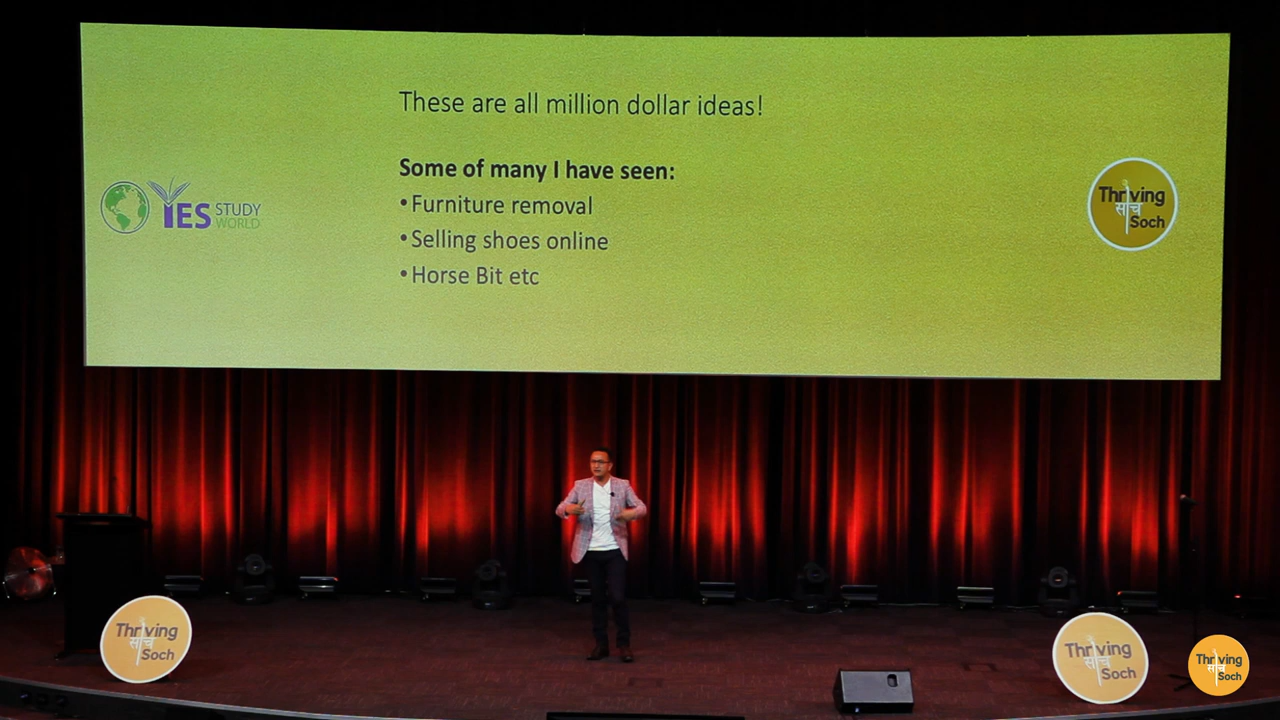 These are all million dollar ideas!
Some of many I have seen:
•Furniture removal
•Selling shoes online
•Horse Bit etc
YES STUDY
WORLD
Thriving
सोच
Soch
Thriving
सोच
Soch
Thriving
सोच
Soch
Thriving
सोच
Soch